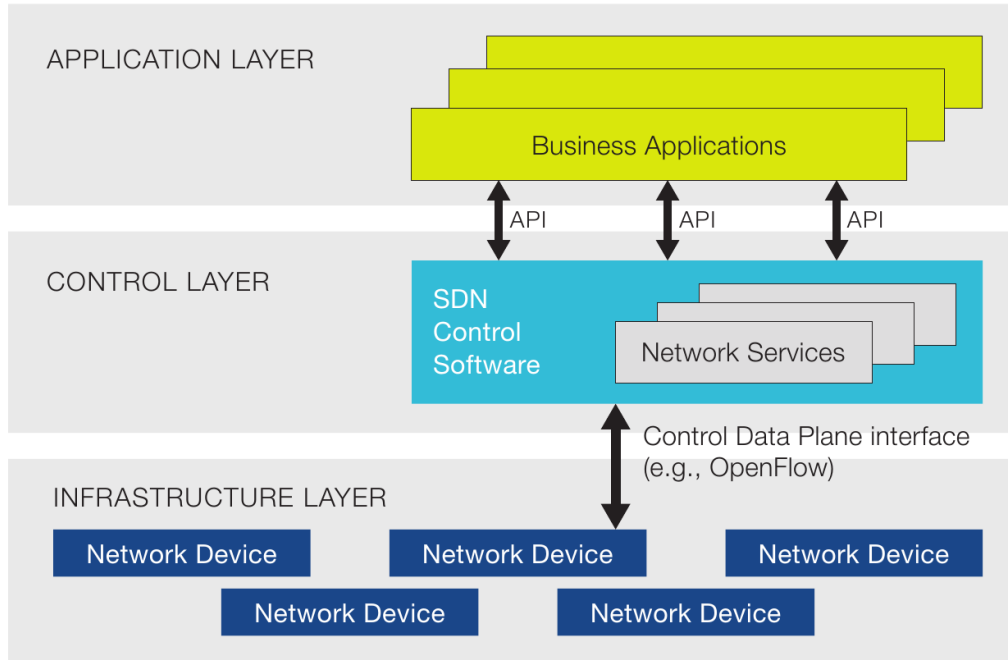 APPLICATION LAYER
Business Applications
API
API
API
CONTROL LAYER
SDN
Control
Software
Network Services
Control Data Plane interface
(e.g., OpenFlow)
INFRASTRUCTURE LAYER
Network Device
Network Device
Network Device
Network Device
Network Device